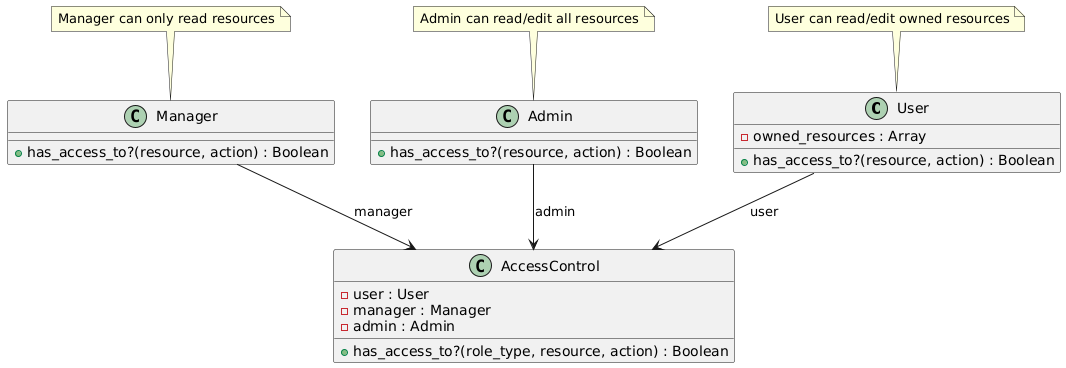 Manager can only read resources
Admin can read/edit all resources
User can read/edit owned resources
C Manager
has_access_to?(resource, action) : Boolean
C Admin
has_access_to?(resource, action) : Boolean
C User
owned_resources : Array
has_access_to?(resource, action) : Boolean
manager
admin
user
C AccessControl
user : User
manager : Manager
admin : Admin
has_access_to?(role_type, resource, action) : Boolean